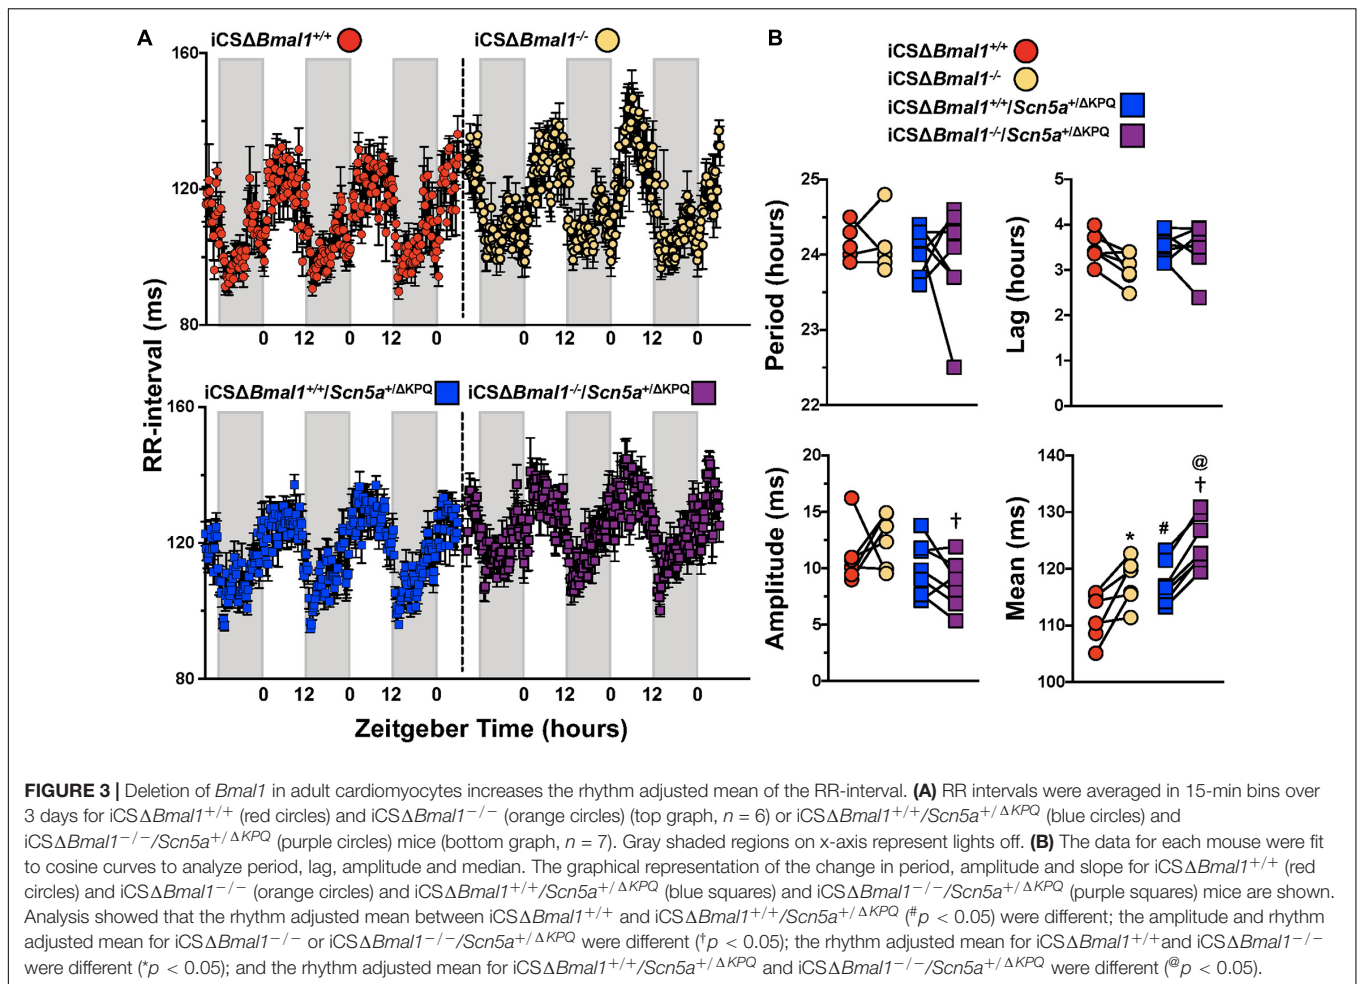 A
iCSΔBmal1+/+
iCSΔBmal1-/-
160
120
80
0 12 0 12 0 0 12 0 12 0
RR-interval (ms)
iCSΔBmal1+/+/Scn5a+/ΔKPQ
iCSΔBmal1-/-/Scn5a+/ΔKPQ
160
120
80
0 12 0 12 0 0 12 0 12 0
Zeitgeber Time (hours)
B
iCSΔBmal1+/+
iCSΔBmal1-/-
iCSΔBmal1+/+/Scn5a+/ΔKPQ
iCSΔBmal1-/-/Scn5a+/ΔKPQ
Period (hours)
25
24
23
22
Lag (hours)
5
4
3
2
1
0
Amplitude (ms)
20
15
10
5
0
†
Mean (ms)
140
130
120
110
100
*
#
@
†
FIGURE 3 | Deletion of Bmal1 in adult cardiomyocytes increases the rhythm adjusted mean of the RR-interval. (A) RR intervals were averaged in 15-min bins over
3 days for iCSΔBmal1+/+ (red circles) and iCSΔBmal1−/− (orange circles) (top graph, n = 6) or iCSΔBmal1+/+/Scn5a+/ΔKPQ (blue circles) and
iCSΔBmal1−/−/Scn5a+/ΔKPQ (purple circles) mice (bottom graph, n = 7). Gray shaded regions on x-axis represent lights off. (B) The data for each mouse were fit
to cosine curves to analyze period, lag, amplitude and median. The graphical representation of the change in period, amplitude and slope for iCSΔBmal1+/+ (red
circles) and iCSΔBmal1−/− (orange circles) and iCSΔBmal1+/+/Scn5a+/ΔKPQ (blue squares) and iCSΔBmal1−/−/Scn5a+/ΔKPQ (purple squares) mice are shown.
Analysis showed that the rhythm adjusted mean between iCSΔBmal1+/+ and iCSΔBmal1+/+/Scn5a+/ΔKPQ (#p < 0.05) were different; the amplitude and rhythm
adjusted mean for iCSΔBmal1−/− or iCSΔBmal1−/−/Scn5a+/ΔKPQ were different (†p < 0.05); the rhythm adjusted mean for iCSΔBmal1+/+and iCSΔBmal1−/−
were different (*p < 0.05); and the rhythm adjusted mean for iCSΔBmal1+/+/Scn5a+/ΔKPQ and iCSΔBmal1−/−/Scn5a+/ΔKPQ were different (@p < 0.05).